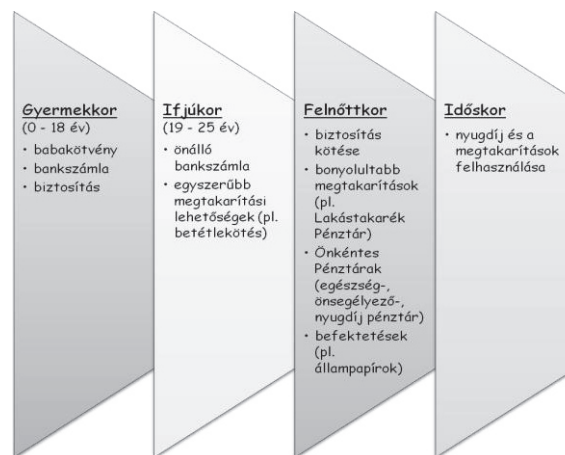 Gyermekkor
(0 - 18 év)
• babakötvény
• bankszámla
• biztosítás
Ifjúkor
(19 - 25 év)
• önálló
bankszámla
• egyszerűbb
megtakarítási
lehetőségek (pl.
betétlekötés)
Felnőttkor
• biztosítás
kötése
• bonyolultabb
megtakarítások
(pl.
Lakástakarék
Pénztár)
• Önkéntes
Pénztárak
(egészség-,
önsegélyező-,
nyugdíj pénztár)
• befektetések
(pl.
állampapírok)
Időskor
• nyugdíj és a
megtakarítások
felhasználása